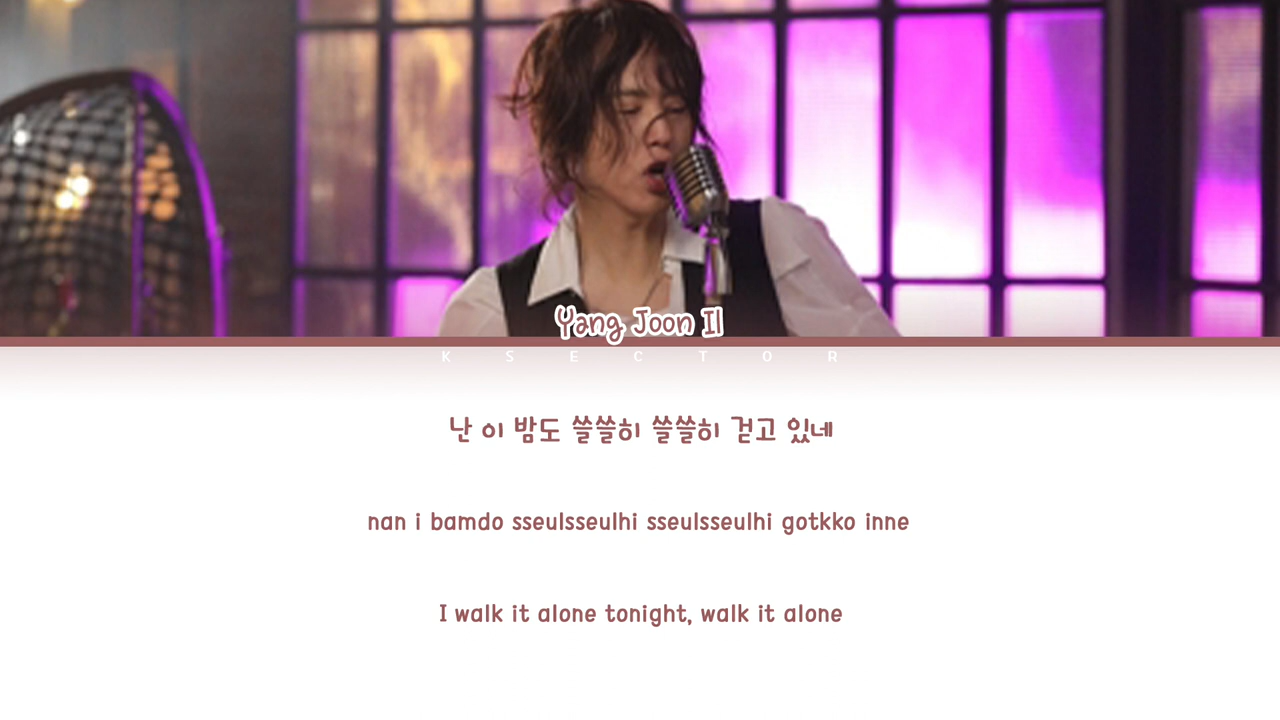 Yang Joon Il
K S E C T O R
난 이 밤도 쓸쓸히 쓸쓸히 걷고 있네
nan i bamdo sseulsseulhi sseulsseulhi gotkko inne
I walk it alone tonight, walk it alone